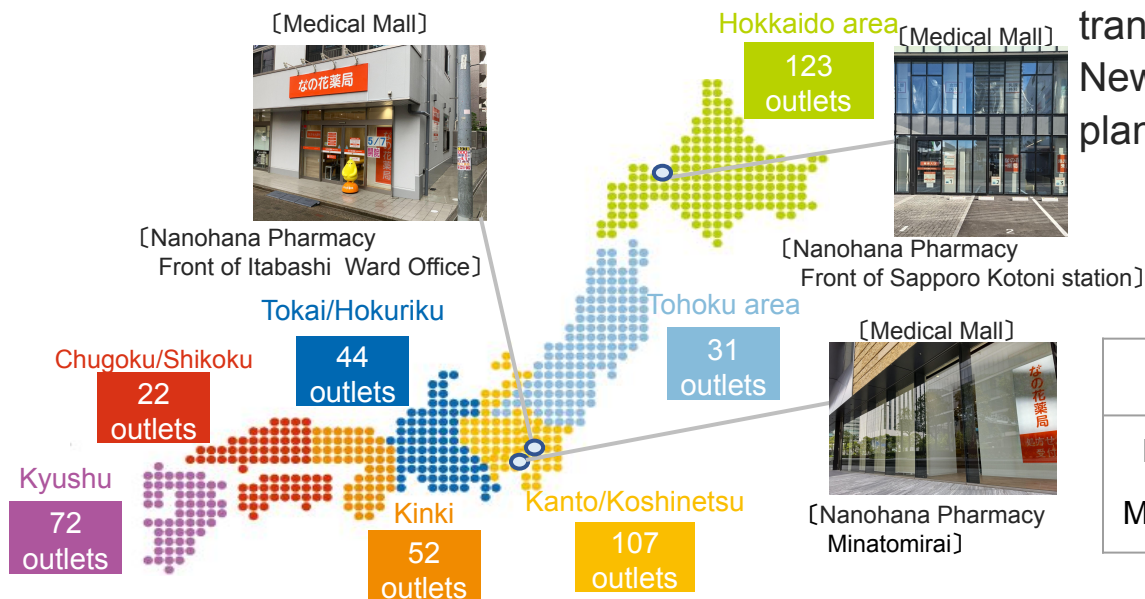 〔Medical Mall〕
なの花薬局
5/7
〔Nanohana Pharmacy
Front of Itabashi Ward Office〕
Hokkaido area
123
outlets
〔Medical Mall〕
〔Nanohana Pharmacy
Front of Sapporo Kotoni station〕
Tohoku area
31
outlets
〔Medical Mall〕
なの花薬局
〔Nanohana Pharmacy
Minatomirai〕
Tokai/Hokuriku
44
outlets
Chugoku/Shikoku
22
outlets
Kyushu
72
outlets
Kinki
52
outlets
Kanto/Koshinetsu
107
outlets
tran
New
plan
M